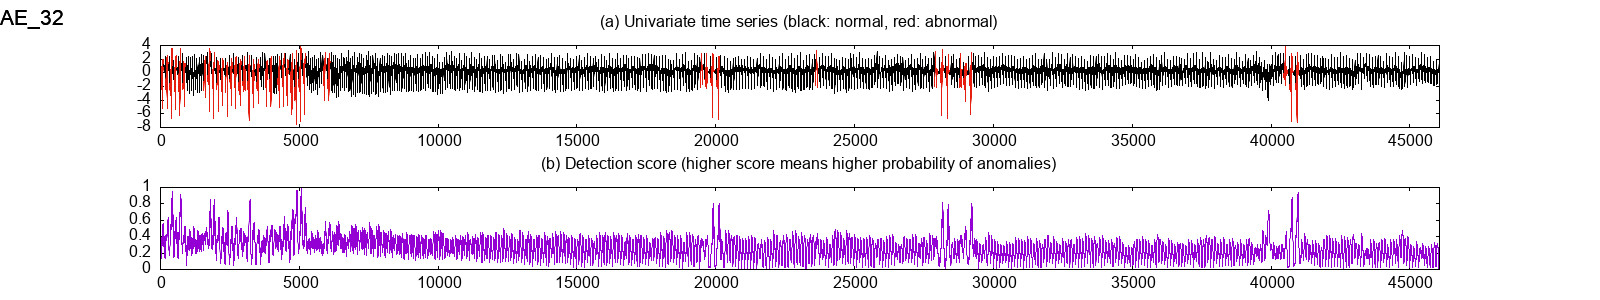 AE_32
(a) Univariate time series (black: normal, red: abnormal)
4
2
0
-2
-4
-6
-8
0 5000 10000 15000 20000 25000 30000 35000 40000 45000
(b) Detection score (higher score means higher probability of anomalies)
1
0.8
0.6
0.4
0.2
0
0 5000 10000 15000 20000 25000 30000 35000 40000 45000